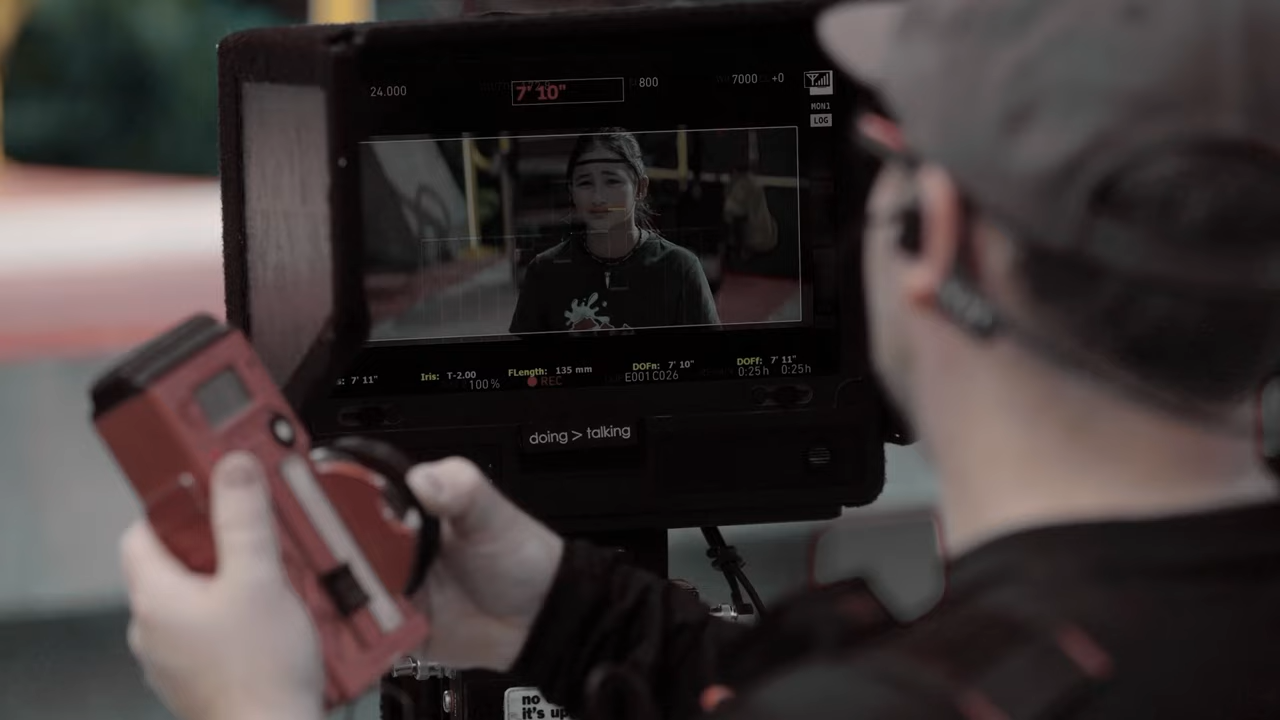 24.000
7' 10"
800
7000 +0
MON1
LOG
s: 7' 11"
Iris: T-2.00
FLength: 135 mm
DOFn: 7' 10"
DOFf: 7' 11"
100 %
REC
E001C026
0:25h 0:25h
doing > talking
no
it's up